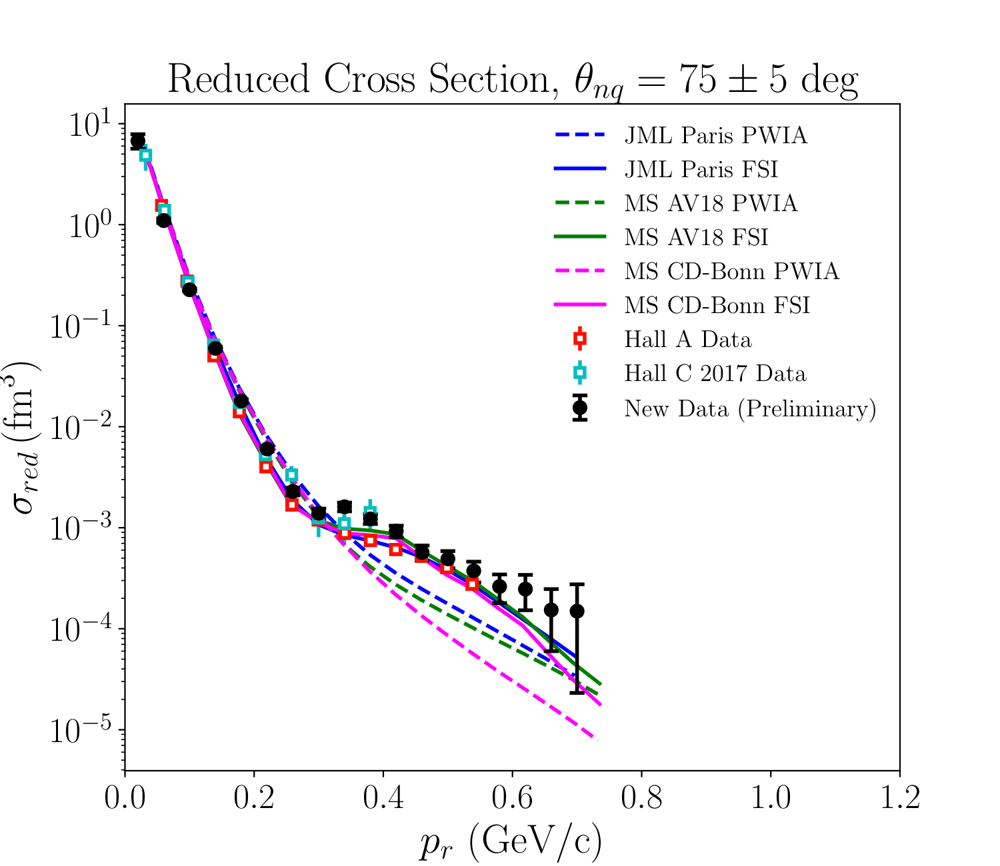 Reduced Cross Section, θnq = 75 ± 5 deg
10¹
10⁰
10⁻¹
10⁻²
10⁻³
10⁻⁴
10⁻⁵
σred (fm³)
JML Paris PWIA
JML Paris FSI
MS AV18 PWIA
MS AV18 FSI
MS CD-Bonn PWIA
MS CD-Bonn FSI
Hall A Data
Hall C 2017 Data
New Data (Preliminary)
0.0 0.2 0.4 0.6 0.8 1.0 1.2
pr (GeV/c)